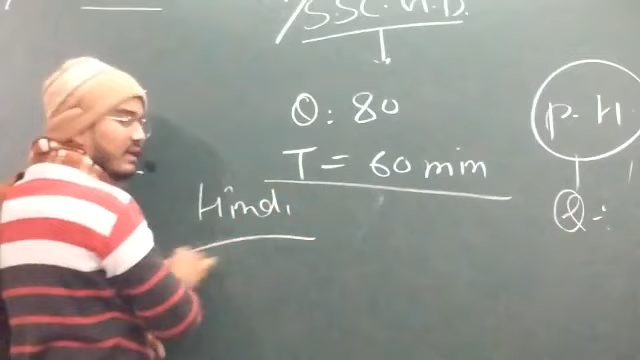 /SSC. G.D.
Q: 80
T = 60 min
Hindi
P. H
Q: